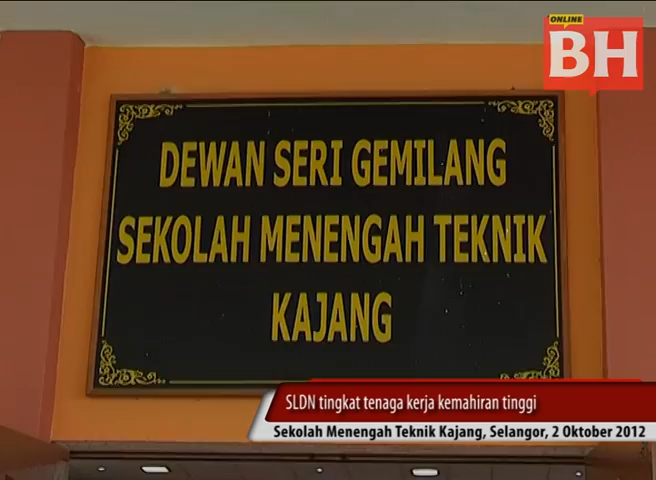 ONLINE
BH
DEWAN SERI GEMILANG
SEKOLAH MENENGAH TEKNIK
KAJANG
SLDN tingkat tenaga kerja kemahiran tinggi
Sekolah Menengah Teknik Kajang, Selangor, 2 Oktober 2012